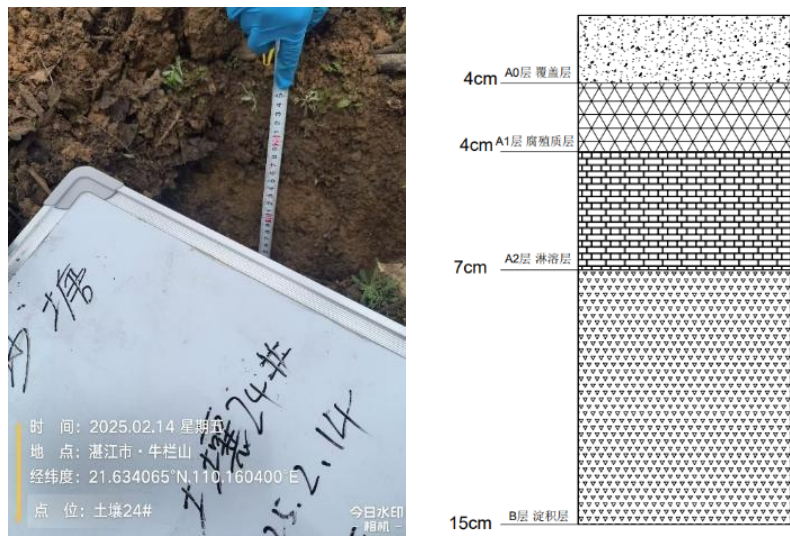 塘
土壤24#
25.2.14
时 间：2025.02.14 星期五
地 点：湛江市·牛栏山
经纬度：21.634065°N,110.160400°E
点 位：土壤24#
今日水印
-相机-
4cm A0层 覆盖层
4cm A1层 腐殖质层
7cm A2层 淋溶层
15cm B层 淀积层